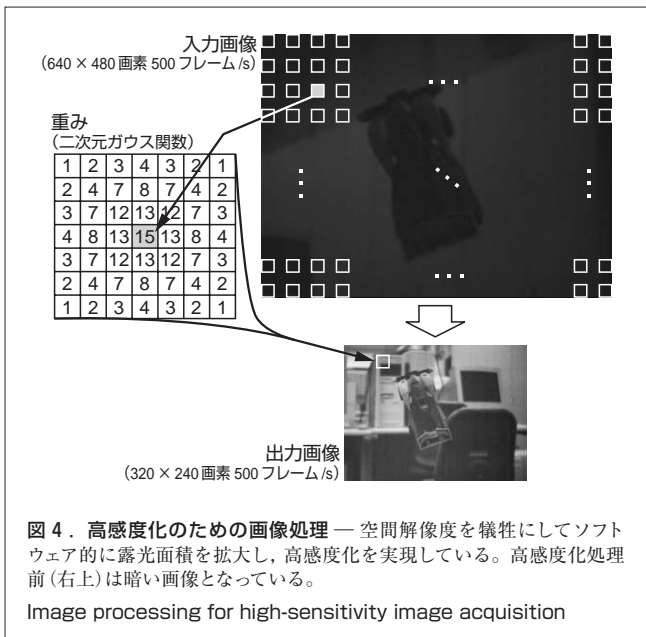 入力画像
(640 × 480 画素 500 フレーム /s)
重み
(二次元ガウス関数)
1 2 3 4 3 2 1
2 4 7 8 7 4 2
3 7 12 13 12 7 3
4 8 13 15 13 8 4
3 7 12 13 12 7 3
2 4 7 8 7 4 2
1 2 3 4 3 2 1
出力画像
(320 × 240 画素 500 フレーム /s)
図 4 . 高感度化のための画像処理 — 空間解像度を犠牲にしてソフト
ウェア的に露光面積を拡大し, 高感度化を実現している。高感度化処理
前(右上)は暗い画像となっている。
Image processing for high-sensitivity image acquisition